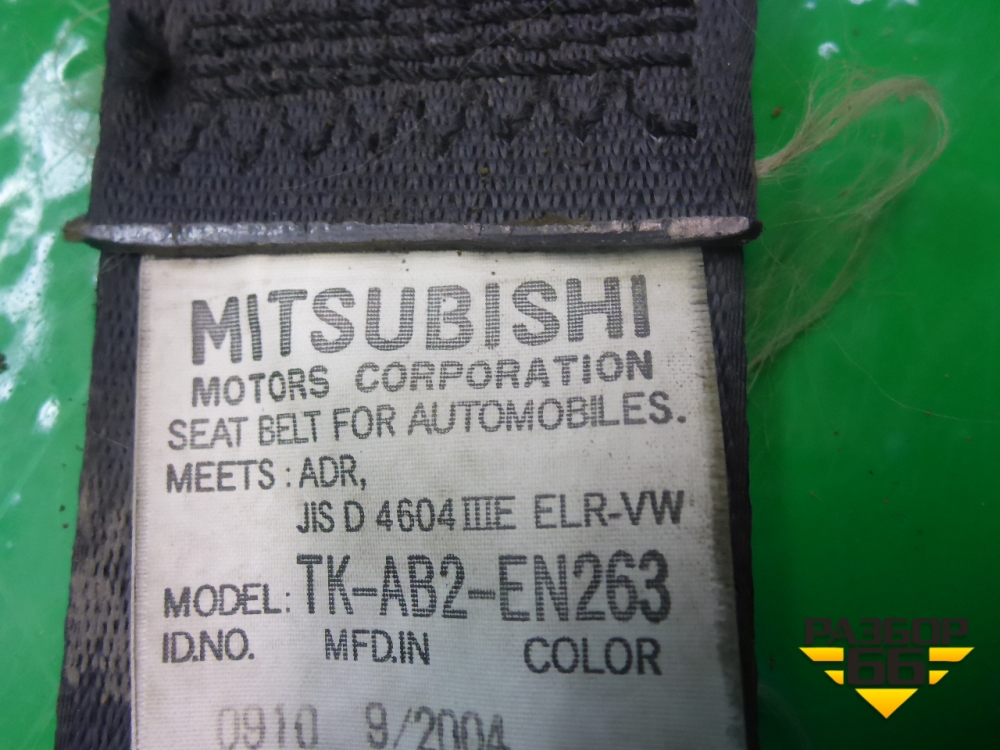 MITSUBISHI
MOTORS CORPORATION
SEAT BELT FOR AUTOMOBILES.
MEETS : ADR,
JIS D 4604 IIIE ELR-VW
MODEL: TK-AB2-EN263
ID.NO. MFD.IN COLOR
0910 9/2004
РАЗБОР
66